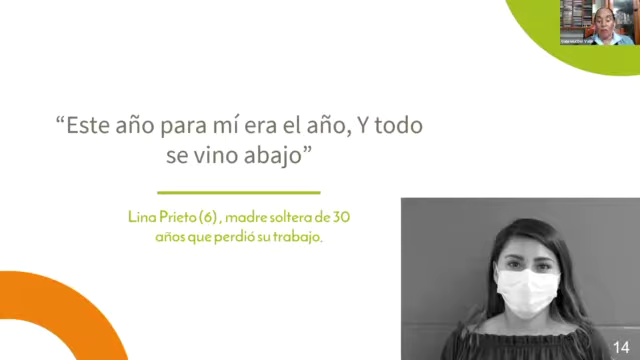 “Este año para mí era el año, Y todo
se vino abajo”
Lina Prieto (6) , madre soltera de 30
años que perdió su trabajo.
14